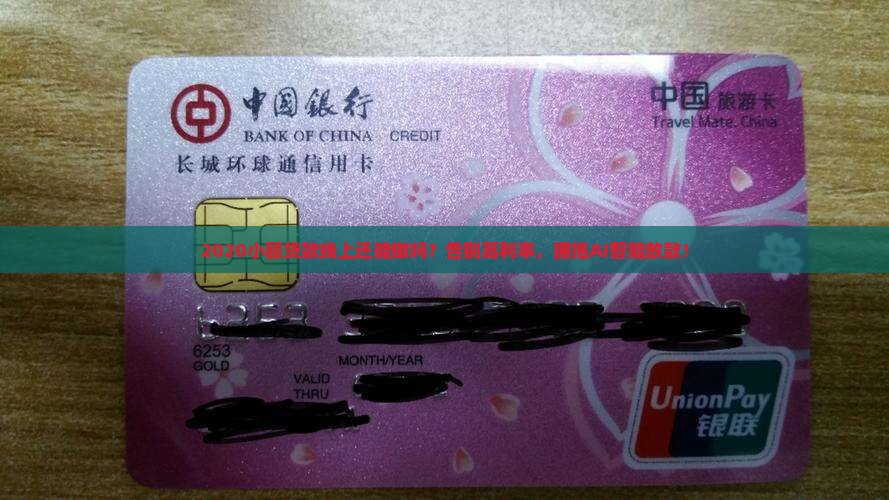 中国银行
BANK OF CHINA CREDIT
长城环球通信用卡
中国 旅游卡
Travel Mate. China
2020小额贷款线上还能做吗？告别高利率，拥抱AI智能放款！
6253
6253
GOLD
MONTH/YEAR
VALID
THRU
UnionPay
银联